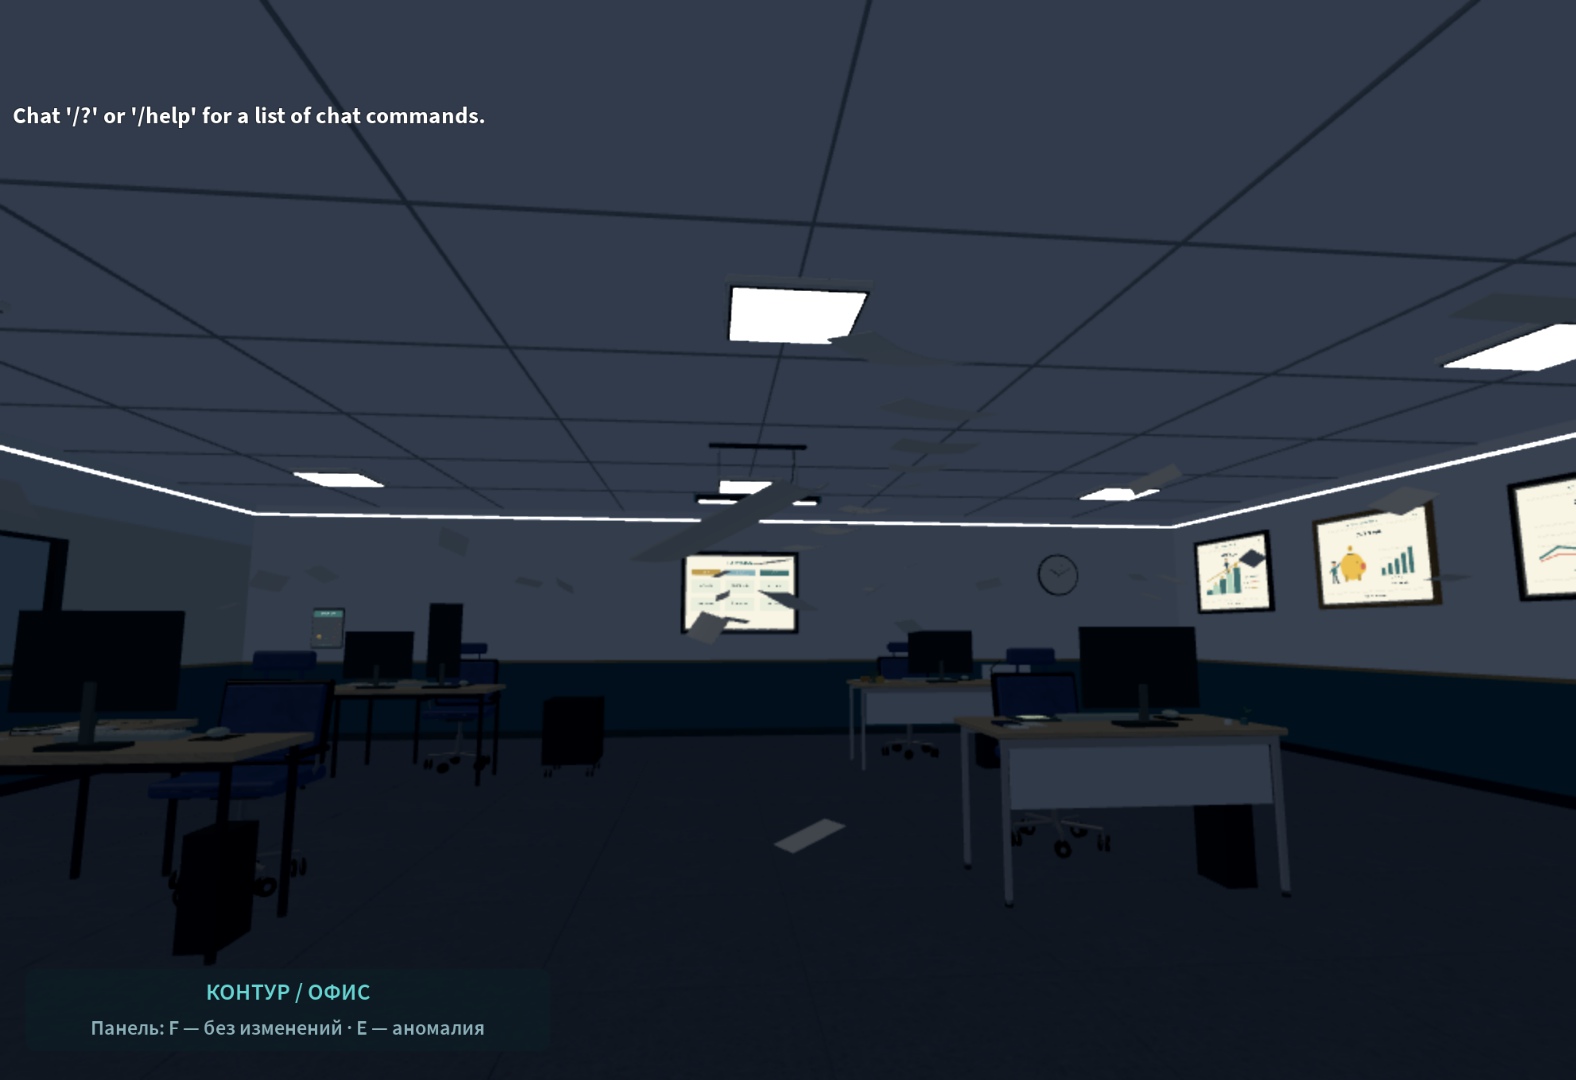 Chat '/?' or '/help' for a list of chat commands.
КОНТУР / ОФИС
Панель: F — без изменений · E — аномалия